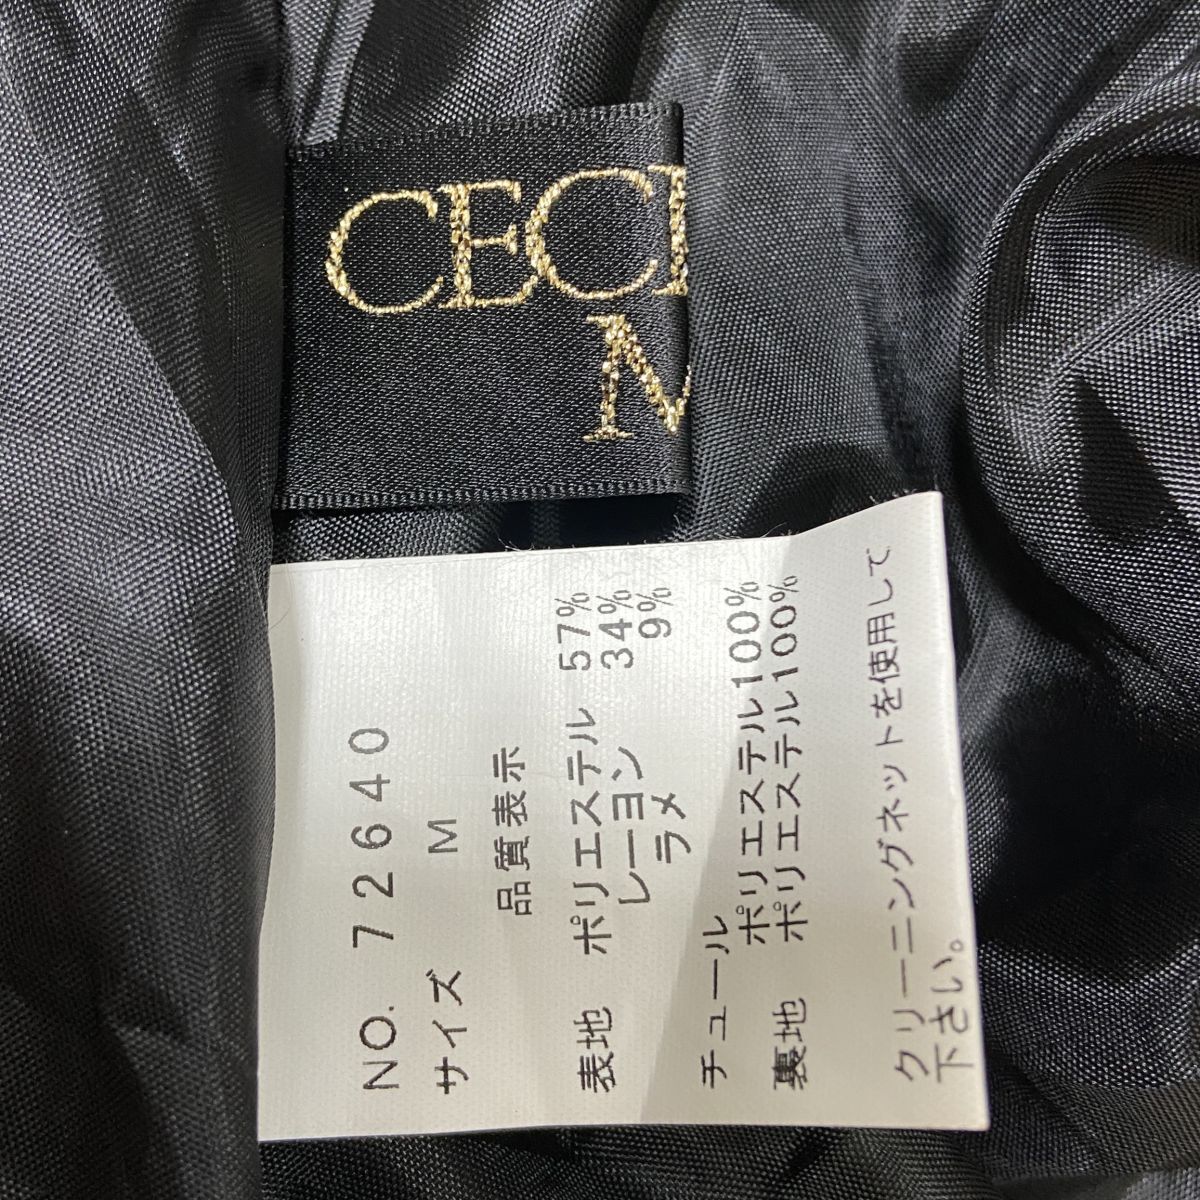 CECI
M
NO. 72640
サイズ M
品質表示
表地 ポリエステル 57%
レーヨン 34%
ラメ 9%
チュール
ポリエステル100%
裏地 ポリエステル100%
クリーニングネットを使用して
下さい。